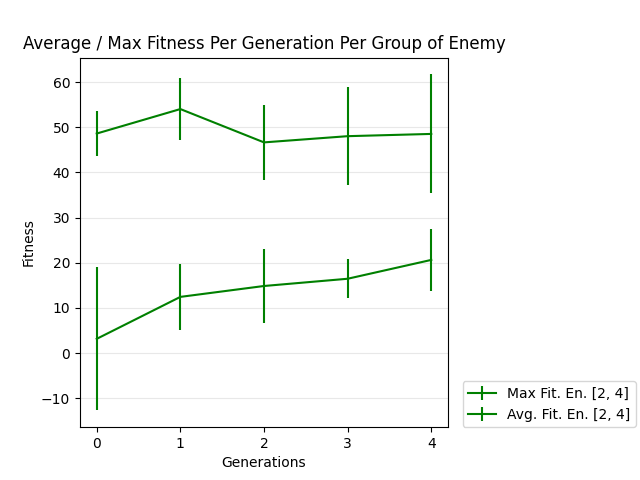 Average / Max Fitness Per Generation Per Group of Enemy
Fitness
60
50
40
30
20
10
0
−10
0 1 2 3 4
Generations
Max Fit. En. [2, 4]
Avg. Fit. En. [2, 4]